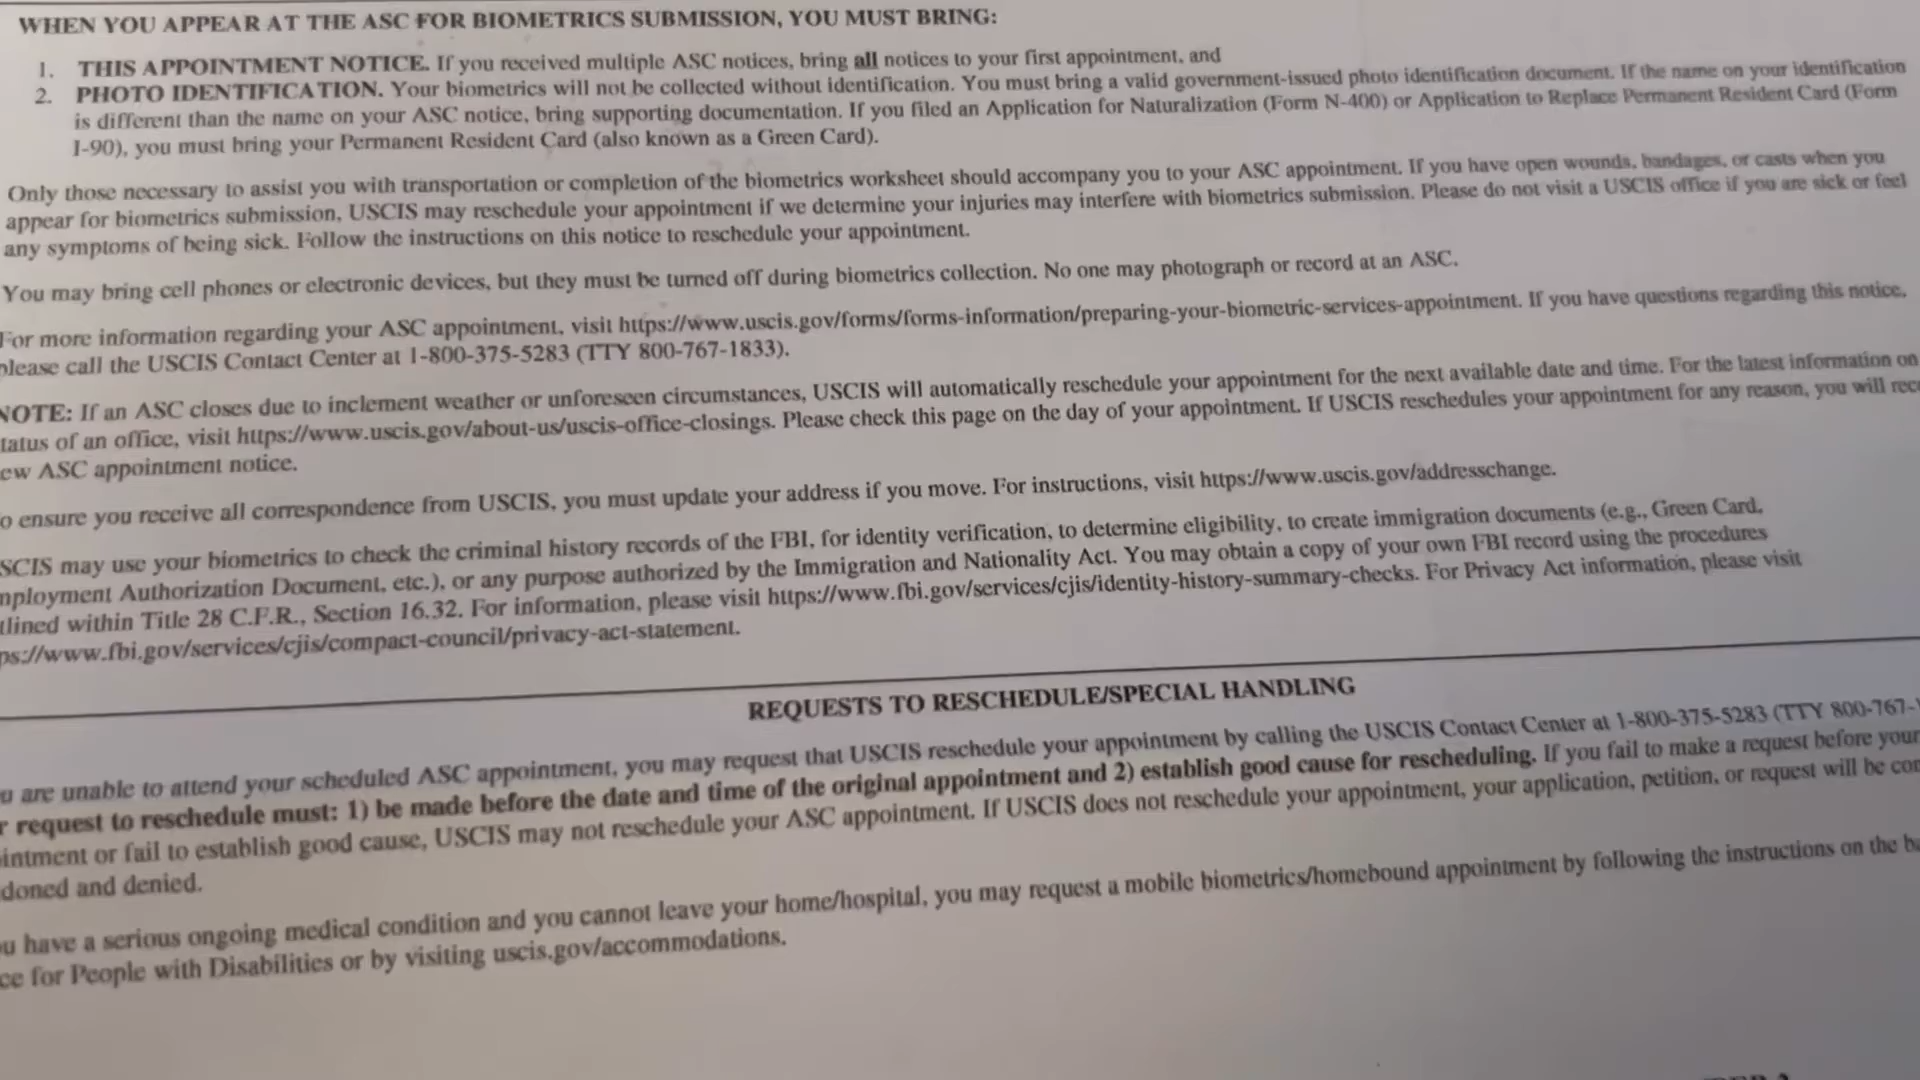 WHEN YOU APPEAR AT THE ASC FOR BIOMETRICS SUBMISSION, YOU MUST BRING:
1. THIS APPOINTMENT NOTICE. If you received multiple ASC notices, bring all notices to your first appointment, and
2. PHOTO IDENTIFICATION. Your biometrics will not be collected without identification. You must bring a valid government-issued photo identification document. If the name on your identification
is different than the name on your ASC notice, bring supporting documentation. If you filed an Application for Naturalization (Form N-400) or Application to Replace Permanent Resident Card (Form
I-90), you must bring your Permanent Resident Card (also known as a Green Card).
Only those necessary to assist you with transportation or completion of the biometrics worksheet should accompany you to your ASC appointment. If you have open wounds, bandages, or casts when you
appear for biometrics submission, USCIS may reschedule your appointment if we determine your injuries may interfere with biometrics submission. Please do not visit a USCIS office if you are sick or feel
any symptoms of being sick. Follow the instructions on this notice to reschedule your appointment.
You may bring cell phones or electronic devices, but they must be turned off during biometrics collection. No one may photograph or record at an ASC.
For more information regarding your ASC appointment, visit https://www.uscis.gov/forms/forms-information/preparing-your-biometric-services-appointment. If you have questions regarding this notice,
please call the USCIS Contact Center at 1-800-375-5283 (TTY 800-767-1833).
NOTE: If an ASC closes due to inclement weather or unforeseen circumstances, USCIS will automatically reschedule your appointment for the next available date and time. For the latest information on
tatus of an office, visit https://www.uscis.gov/about-us/uscis-office-closings. Please check this page on the day of your appointment. If USCIS reschedules your appointment for any reason, you will rec
ew ASC appointment notice.
o ensure you receive all correspondence from USCIS, you must update your address if you move. For instructions, visit https://www.uscis.gov/addresschange.
SCIS may use your biometrics to check the criminal history records of the FBI, for identity verification, to determine eligibility, to create immigration documents (e.g., Green Card,
mployment Authorization Document, etc.), or any purpose authorized by the Immigration and Nationality Act. You may obtain a copy of your own FBI record using the procedures
tlined within Title 28 C.F.R., Section 16.32. For information, please visit https://www.fbi.gov/services/cjis/identity-history-summary-checks. For Privacy Act information, please visit
ps://www.fbi.gov/services/cjis/compact-council/privacy-act-statement.
REQUESTS TO RESCHEDULE/SPECIAL HANDLING
u are unable to attend your scheduled ASC appointment, you may request that USCIS reschedule your appointment by calling the USCIS Contact Center at 1-800-375-5283 (TTY 800-767-
r request to reschedule must: 1) be made before the date and time of the original appointment and 2) establish good cause for rescheduling. If you fail to make a request before your
intment or fail to establish good cause, USCIS may not reschedule your ASC appointment. If USCIS does not reschedule your appointment, your application, petition, or request will be con
doned and denied.
u have a serious ongoing medical condition and you cannot leave your home/hospital, you may request a mobile biometrics/homebound appointment by following the instructions on the ba
ce for People with Disabilities or by visiting uscis.gov/accommodations.